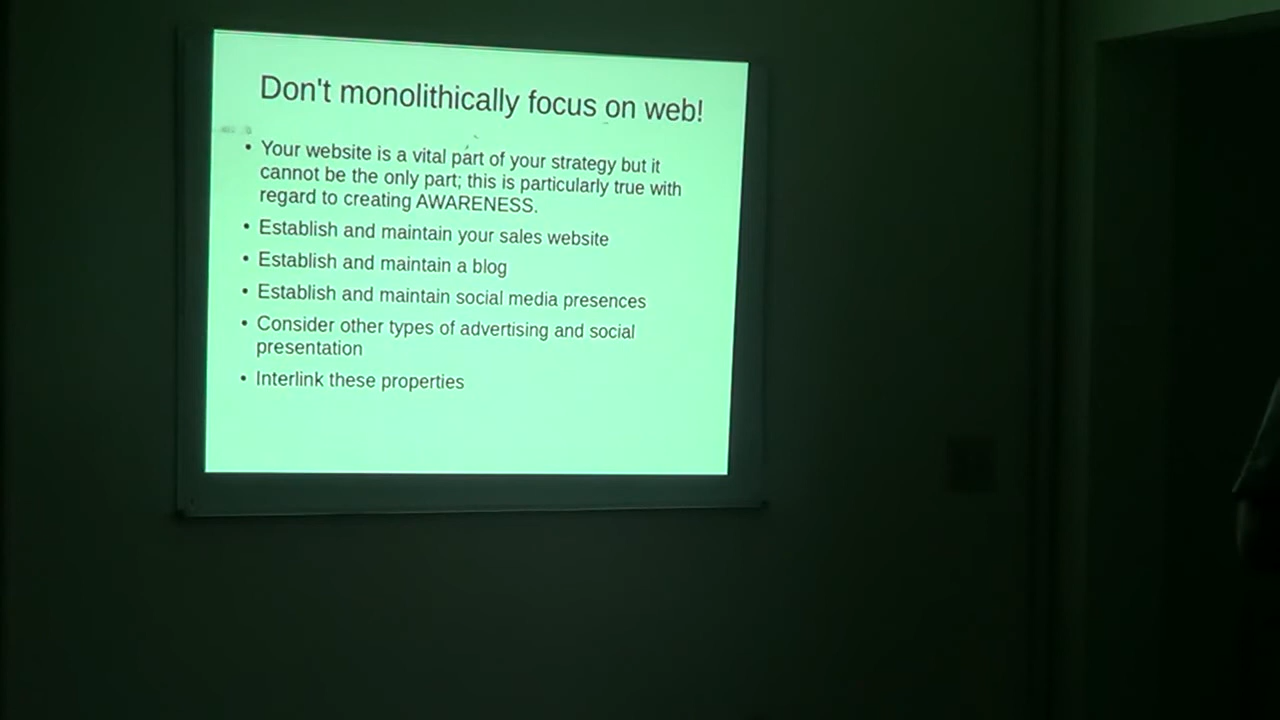 Don't monolithically focus on web!
• Your website is a vital part of your strategy but it
cannot be the only part; this is particularly true with
regard to creating AWARENESS.
• Establish and maintain your sales website
• Establish and maintain a blog
• Establish and maintain social media presences
• Consider other types of advertising and social
presentation
• Interlink these properties